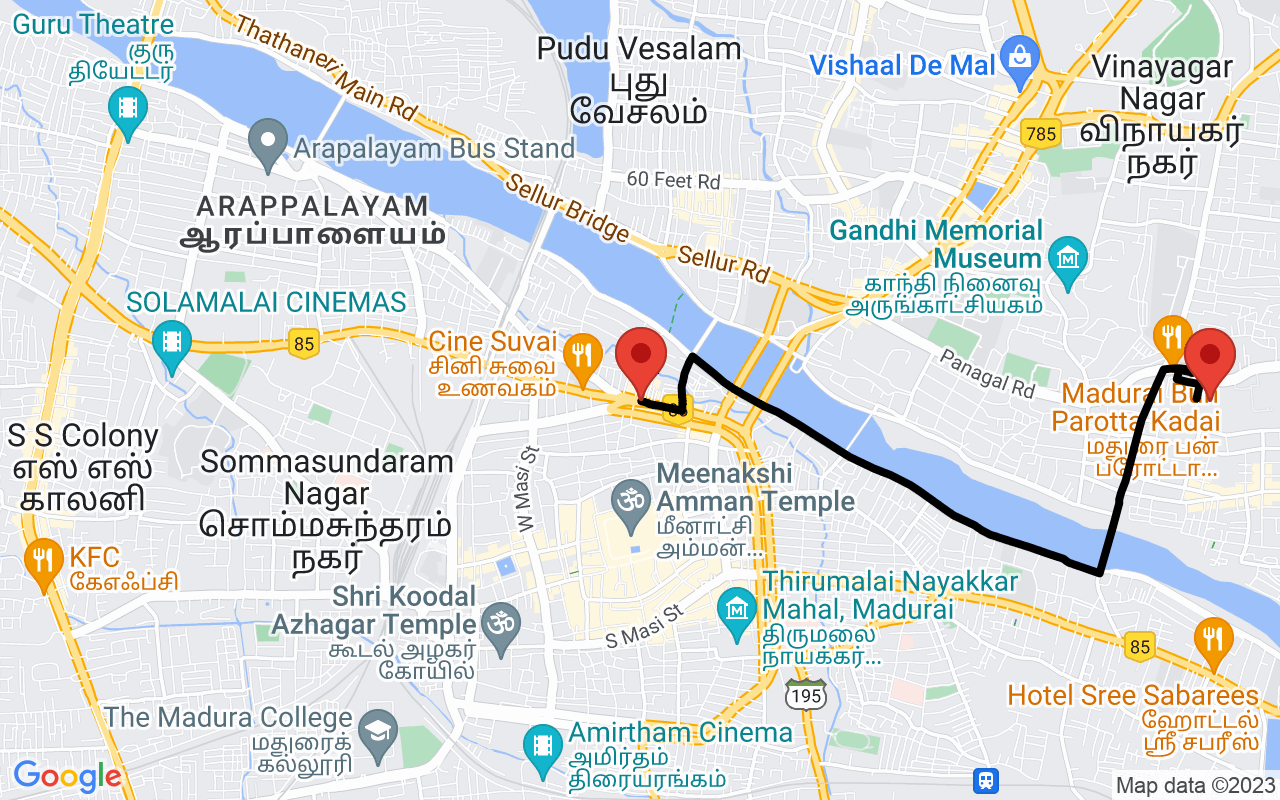 Guru Theatre
குரு
தியேட்டர்
Thathaneri Main Rd
Pudu Vesalam
புது
வேசலம்
Vishaal De Mal
Vinayagar
Nagar
விநாயகர்
நகர்
785
Arapalayam Bus Stand
60 Feet Rd
Sellur Bridge
ARAPPALAYAM
ஆரப்பாளையம்
Sellur Rd
Gandhi Memorial
Museum
காந்தி நினைவு
அருங்காட்சியகம்
SOLAMALAI CINEMAS
85
Cine Suvai
சினி சுவை
உணவகம்
Panagal Rd
Madurai Bun
Parotta Kadai
மதுரை பன்
பரோட்டா...
S S Colony
எஸ் எஸ்
காலனி
Sommasundaram
Nagar
சொம்மசுந்தரம்
நகர்
W Masi St
Meenakshi
Amman Temple
மீனாட்சி
அம்மன்...
KFC
கேஎஃப்சி
Shri Koodal
Azhagar Temple
கூடல் அழகர்
கோயில்
S Masi St
Thirumalai Nayakkar
Mahal, Madurai
திருமலை
நாயக்கர்...
85
195
Hotel Sree Sabarees
ஹோட்டல்
ஸ்ரீ சபரீஸ்
The Madura College
மதுரைக்
கல்லூரி
Amirtham Cinema
அமிர்தம்
திரையரங்கம்
Google
Map data ©2023